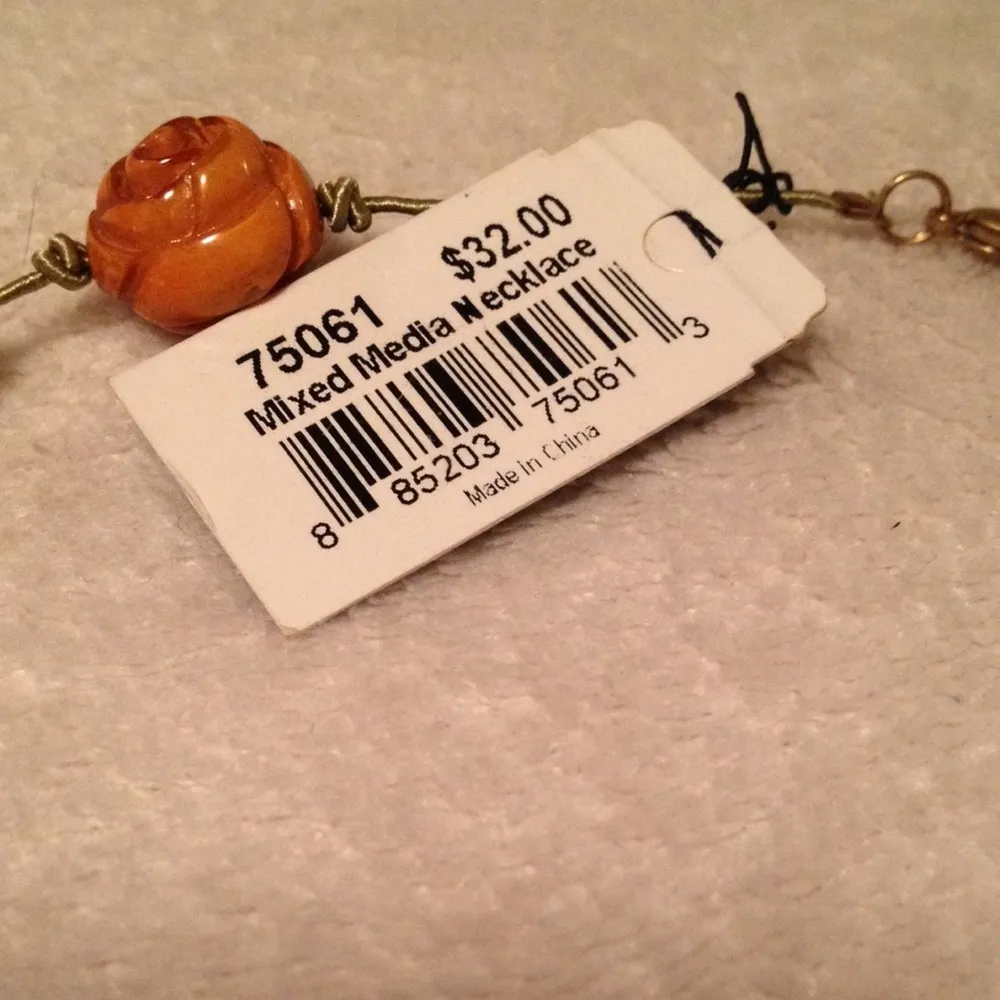 75061 $32.00
Mixed Media Necklace
8 85203 75061 3
Made in China